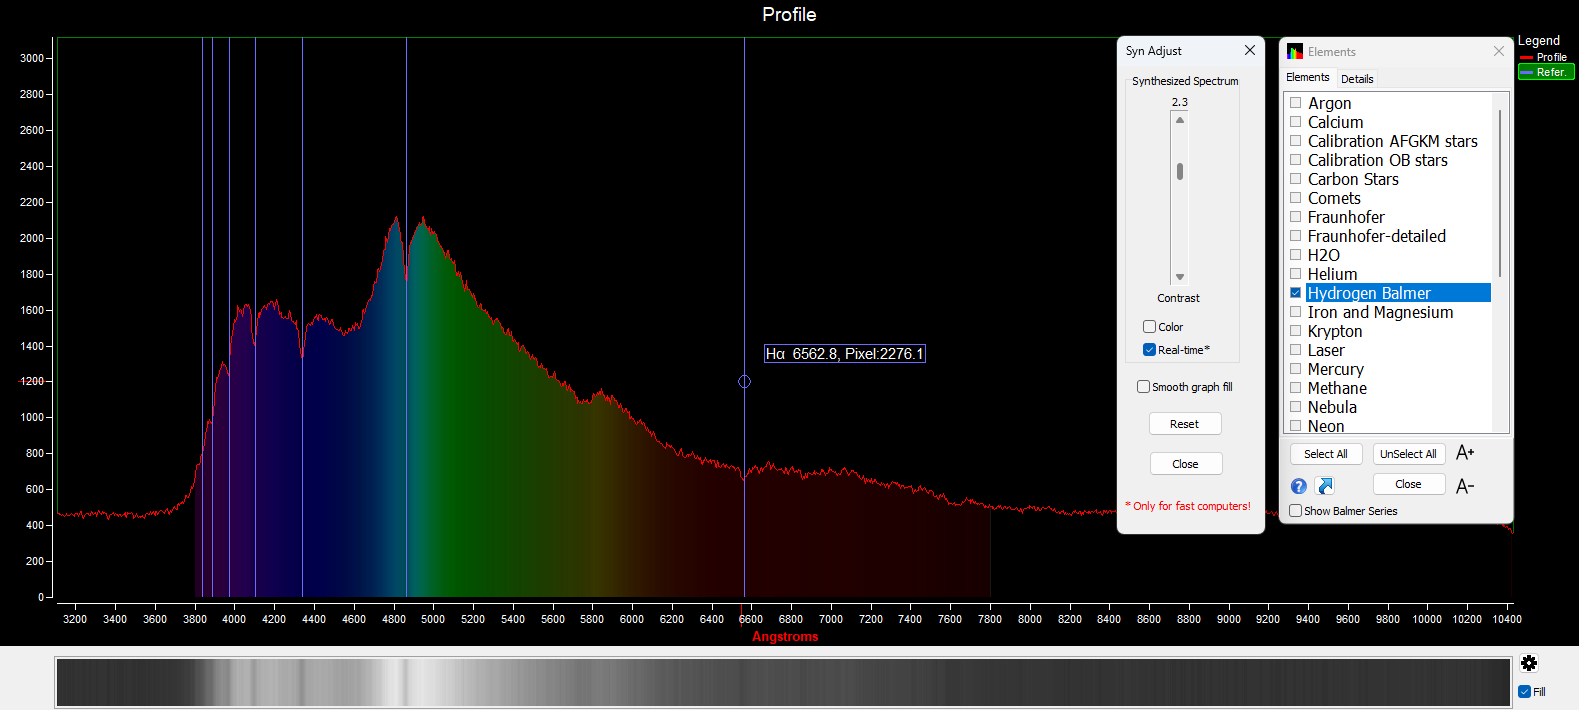 Profile
3000
2800
2600
2400
2200
2000
1800
1600
1400
1200
1000
800
600
400
200
0
3200 3400 3600 3800 4000 4200 4400 4600 4800 5000 5200 5400 5600 5800 6000 6200 6400 6600 6800 7000 7200 7400 7600 7800 8000 8200 8400 8600 8800 9000 9200 9400 9600 9800 10000 10200 10400
Angstroms
Hα 6562.8, Pixel:2276.1
Syn Adjust
Synthesized Spectrum
2.3
Contrast
Color
Real-time*
Smooth graph fill
Reset
Close
* Only for fast computers!
Elements
Elements Details
Argon
Calcium
Calibration AFGKM stars
Calibration OB stars
Carbon Stars
Comets
Fraunhofer
Fraunhofer-detailed
H2O
Helium
Hydrogen Balmer
Iron and Magnesium
Krypton
Laser
Mercury
Methane
Nebula
Neon
Select All UnSelect All A+
? Close A-
Show Balmer Series
Legend
Profile
Refer.
Fill